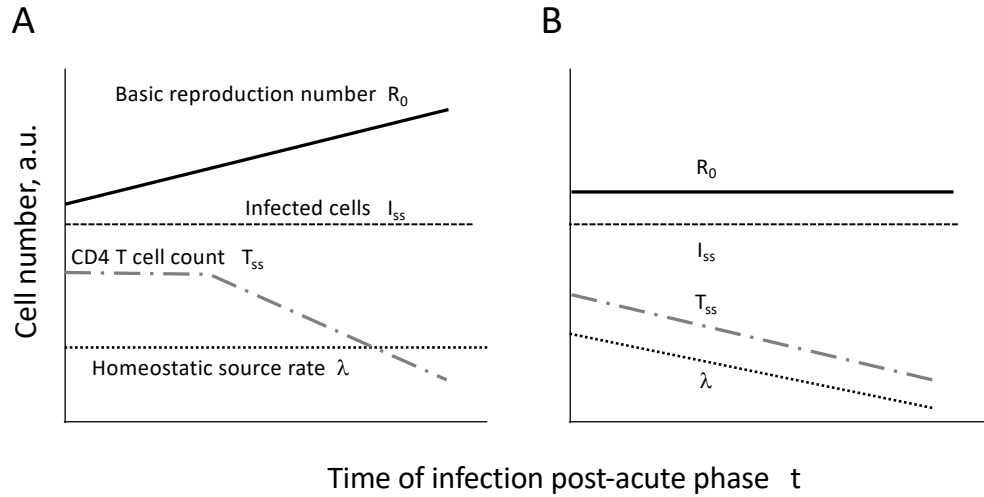 A
Cell number, a.u.
Basic reproduction number R₀
Infected cells Iₛₛ
CD4 T cell count Tₛₛ
Homeostatic source rate λ
B
R₀
Iₛₛ
Tₛₛ
λ
Time of infection post-acute phase t